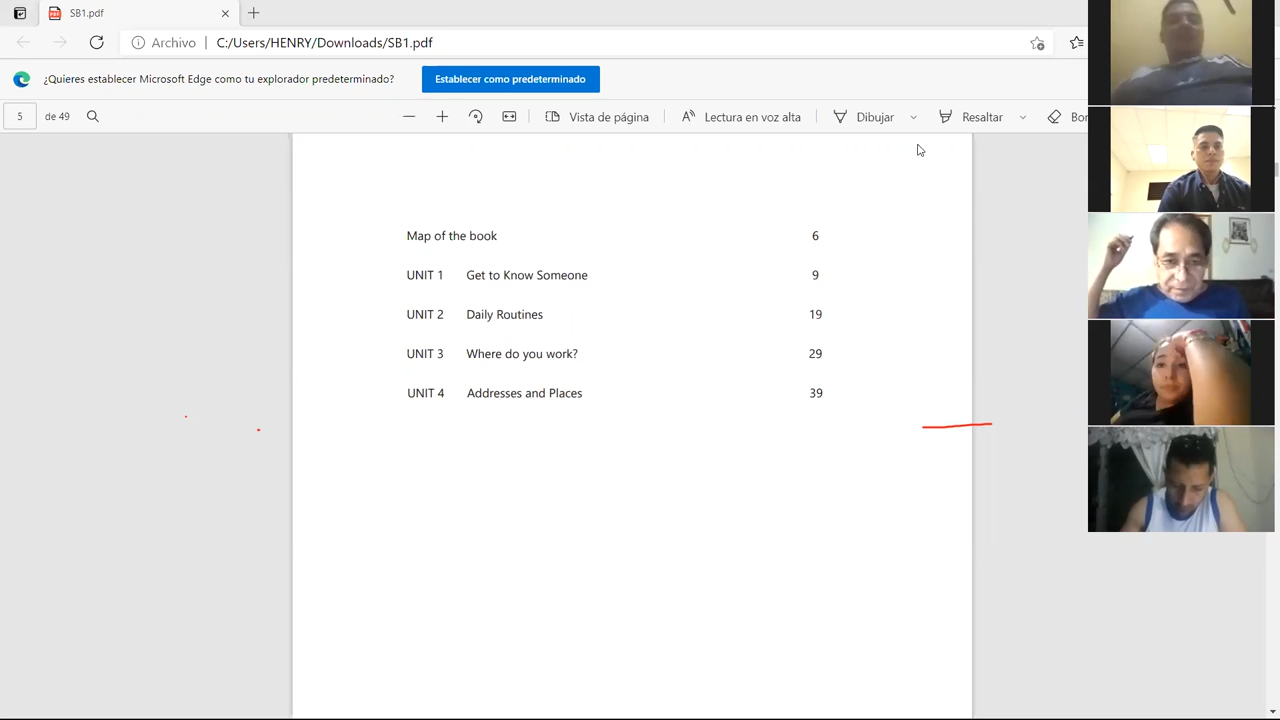 SB1.pdf
Archivo C:/Users/HENRY/Downloads/SB1.pdf
¿Quieres establecer Microsoft Edge como tu explorador predeterminado? Establecer como predeterminado
5 de 49 Vista de página Lectura en voz alta Dibujar Resaltar
Map of the book 6
UNIT 1 Get to Know Someone 9
UNIT 2 Daily Routines 19
UNIT 3 Where do you work? 29
UNIT 4 Addresses and Places 39